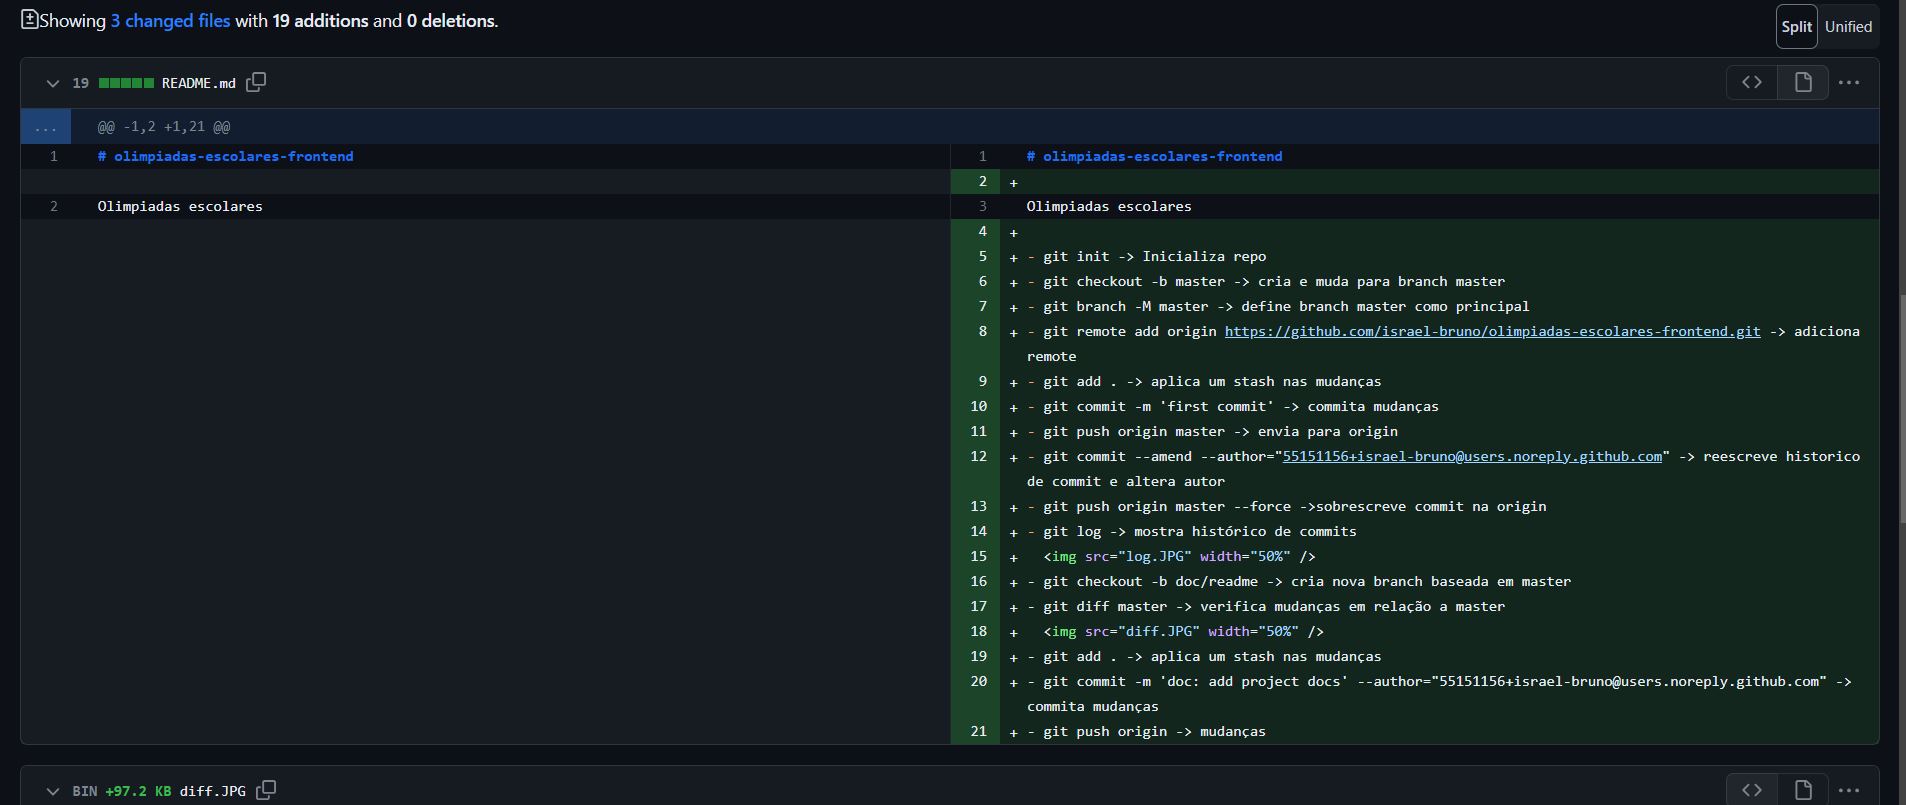 Showing 3 changed files with 19 additions and 0 deletions.
Split Unified
19 README.md
... @@ -1,2 +1,21 @@
1 # olimpiadas-escolares-frontend
2 Olimpiadas escolares
1 # olimpiadas-escolares-frontend
2 +
3 Olimpiadas escolares
4 +
5 + - git init -> Inicializa repo
6 + - git checkout -b master -> cria e muda para branch master
7 + - git branch -M master -> define branch master como principal
8 + - git remote add origin https://github.com/israel-bruno/olimpiadas-escolares-frontend.git -> adiciona
remote
9 + - git add . -> aplica um stash nas mudanças
10 + - git commit -m 'first commit' -> commita mudanças
11 + - git push origin master -> envia para origin
12 + - git commit --amend --author="55151156+israel-bruno@users.noreply.github.com" -> reescreve historico
de commit e altera autor
13 + - git push origin master --force ->sobrescreve commit na origin
14 + - git log -> mostra histórico de commits
15 + <img src="log.JPG" width="50%" />
16 + - git checkout -b doc/readme -> cria nova branch baseada em master
17 + - git diff master -> verifica mudanças em relação a master
18 + <img src="diff.JPG" width="50%" />
19 + - git add . -> aplica um stash nas mudanças
20 + - git commit -m 'doc: add project docs' --author="55151156+israel-bruno@users.noreply.github.com" ->
commita mudanças
21 + - git push origin -> mudanças
BIN +97.2 KB diff.JPG